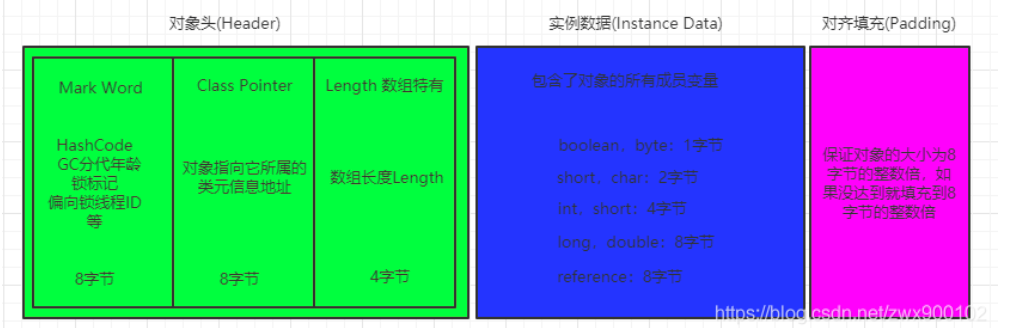 对象头(Header)
实例数据(Instance Data)
对齐填充(Padding)
Mark Word
HashCode
GC分代年龄
锁标记
偏向锁线程ID
等
8字节
Class Pointer
对象指向它所属的
类元信息地址
8字节
Length 数组特有
数组长度Length
4字节
包含了对象的所有成员变量
boolean、byte：1字节
short、char：2字节
int、short：4字节
long、double：8字节
reference：8字节
保证对象的大小为8
字节的整数倍，如
果没达到就填充到8
字节的整数倍
https://blog.csdn.net/zwx900102